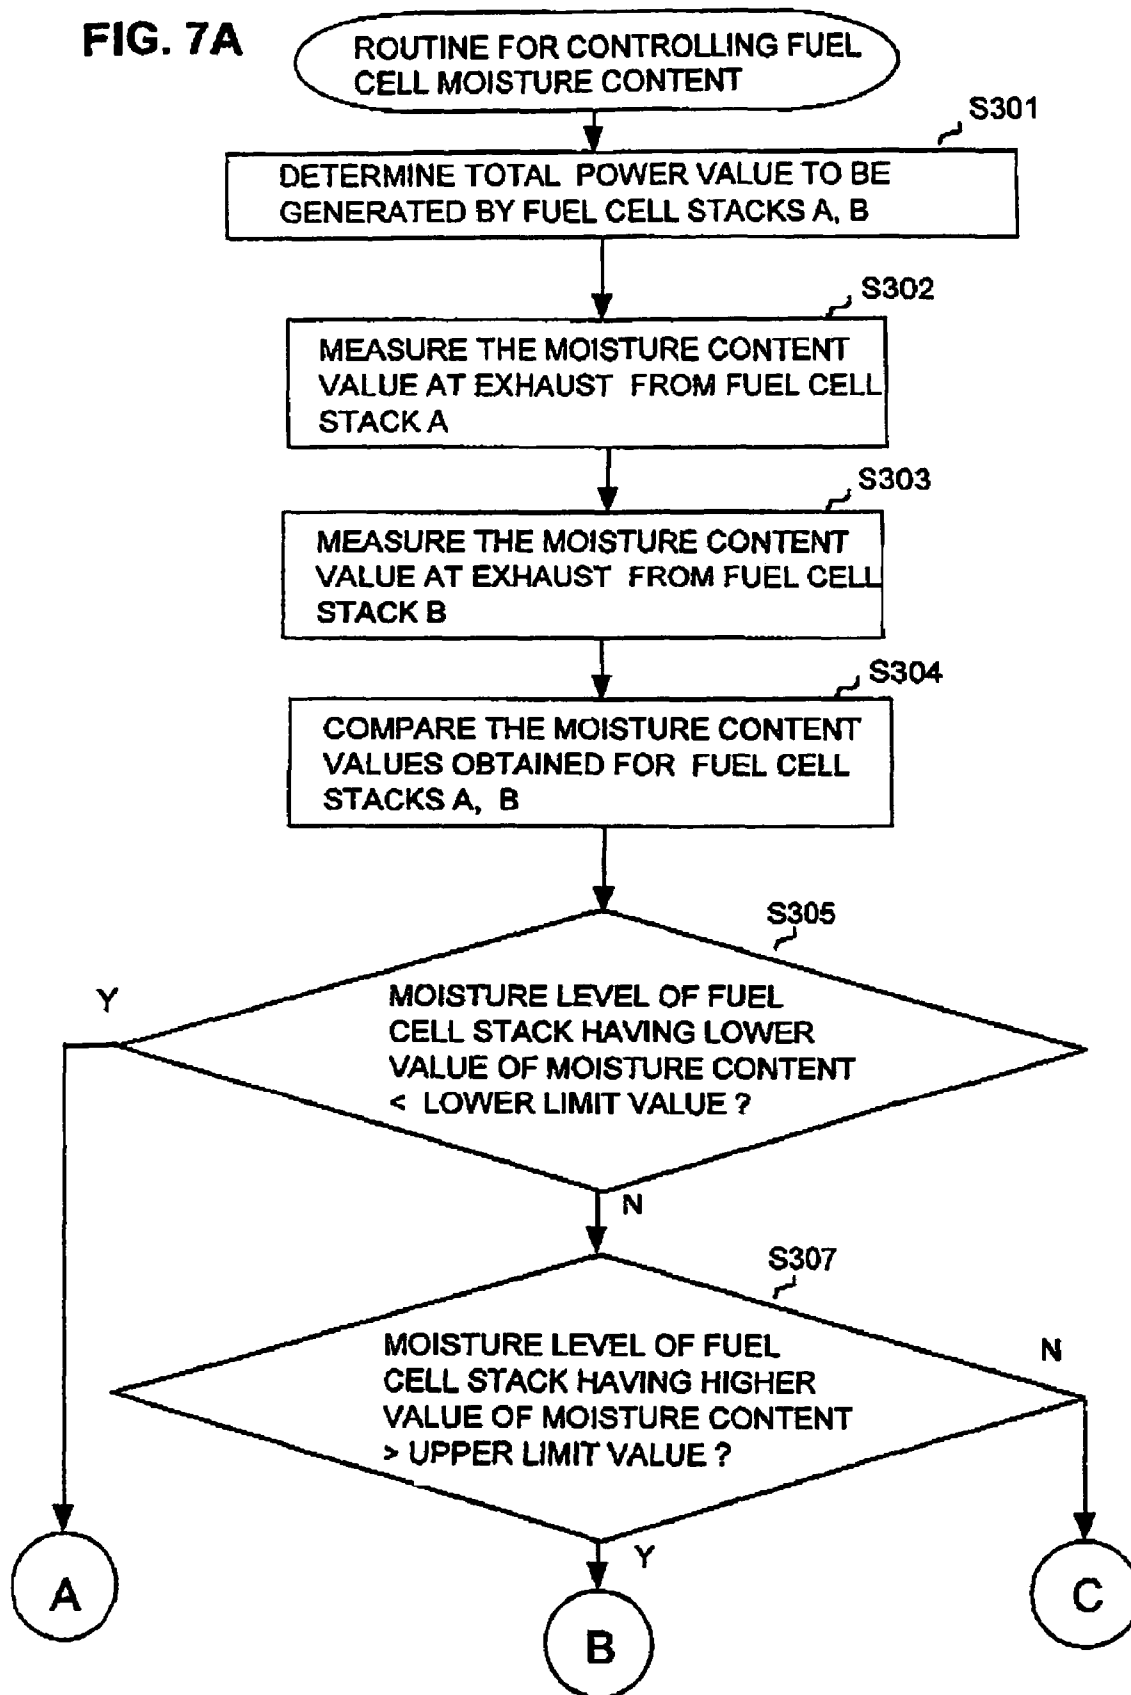 FIG. 7A
ROUTINE FOR CONTROLLING FUEL
CELL MOISTURE CONTENT
S301
DETERMINE TOTAL POWER VALUE TO BE
GENERATED BY FUEL CELL STACKS A, B
S302
MEASURE THE MOISTURE CONTENT
VALUE AT EXHAUST FROM FUEL CELL
STACK A
S303
MEASURE THE MOISTURE CONTENT
VALUE AT EXHAUST FROM FUEL CELL
STACK B
S304
COMPARE THE MOISTURE CONTENT
VALUES OBTAINED FOR FUEL CELL
STACKS A, B
S305
Y
MOISTURE LEVEL OF FUEL
CELL STACK HAVING LOWER
VALUE OF MOISTURE CONTENT
< LOWER LIMIT VALUE ?
N
S307
MOISTURE LEVEL OF FUEL
N
CELL STACK HAVING HIGHER
VALUE OF MOISTURE CONTENT
> UPPER LIMIT VALUE ?
Y
A
B
C